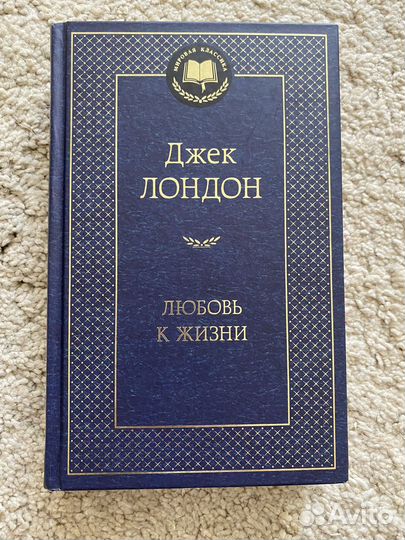 МИРОВАЯ КЛАССИКА
Джек
ЛОНДОН
ЛЮБОВЬ
К ЖИЗНИ
Avito